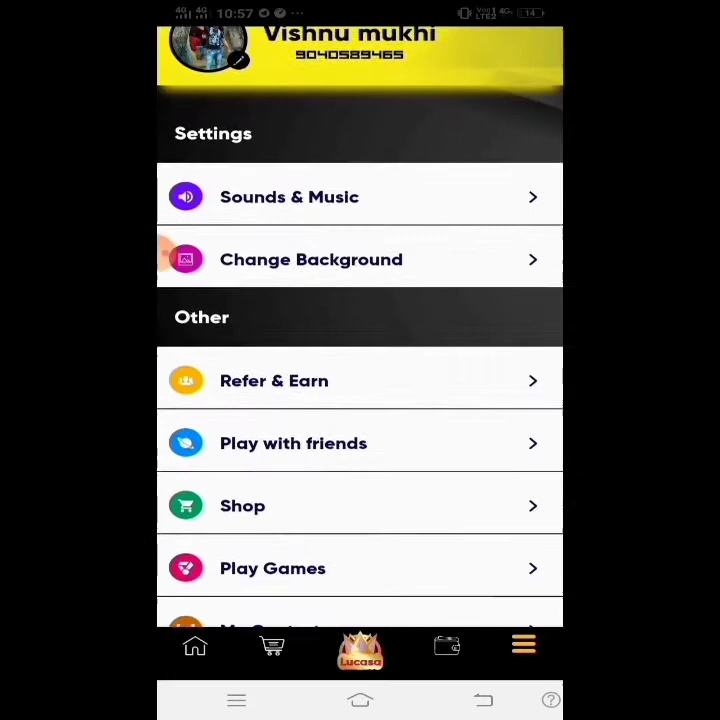 10:57
14
Vishnu mukhi
9040589465
Settings
Sounds & Music
Change Background
Other
Refer & Earn
Play with friends
Shop
Play Games
Lucasa